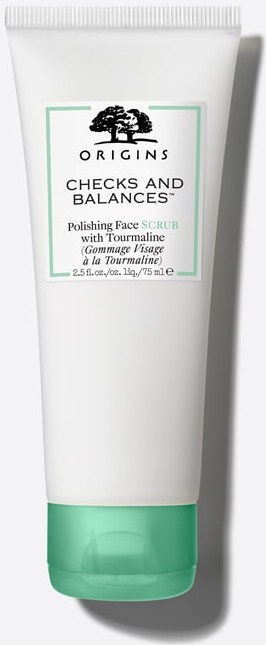 ORIGINS
CHECKS AND
BALANCES™
Polishing Face SCRUB
with Tourmaline
(Gommage Visage
à la Tourmaline)
2.5 fl.oz./oz. liq./75 ml ℮